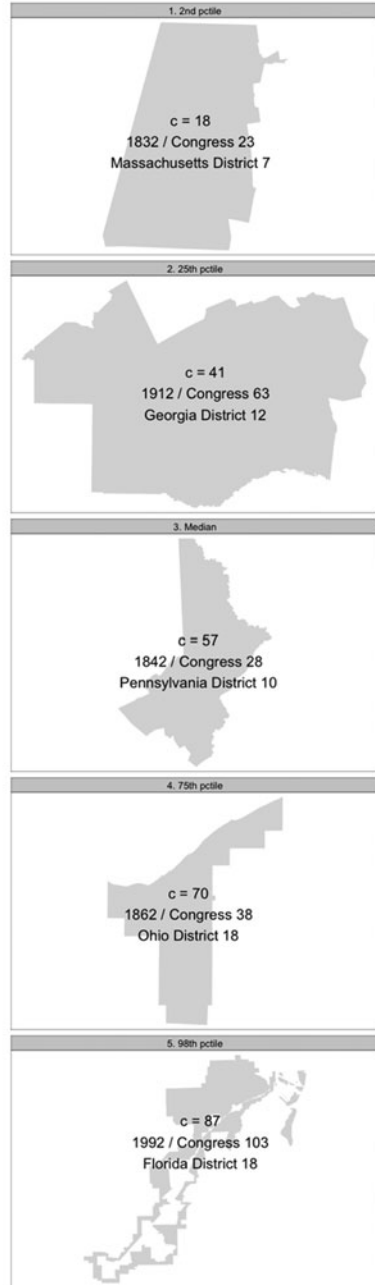 1. 2nd pctile
c = 18
1832 / Congress 23
Massachusetts District 7
2. 25th pctile
c = 41
1912 / Congress 63
Georgia District 12
3. Median
c = 57
1842 / Congress 28
Pennsylvania District 10
4. 75th pctile
c = 70
1862 / Congress 38
Ohio District 18
5. 98th pctile
c = 87
1992 / Congress 103
Florida District 18